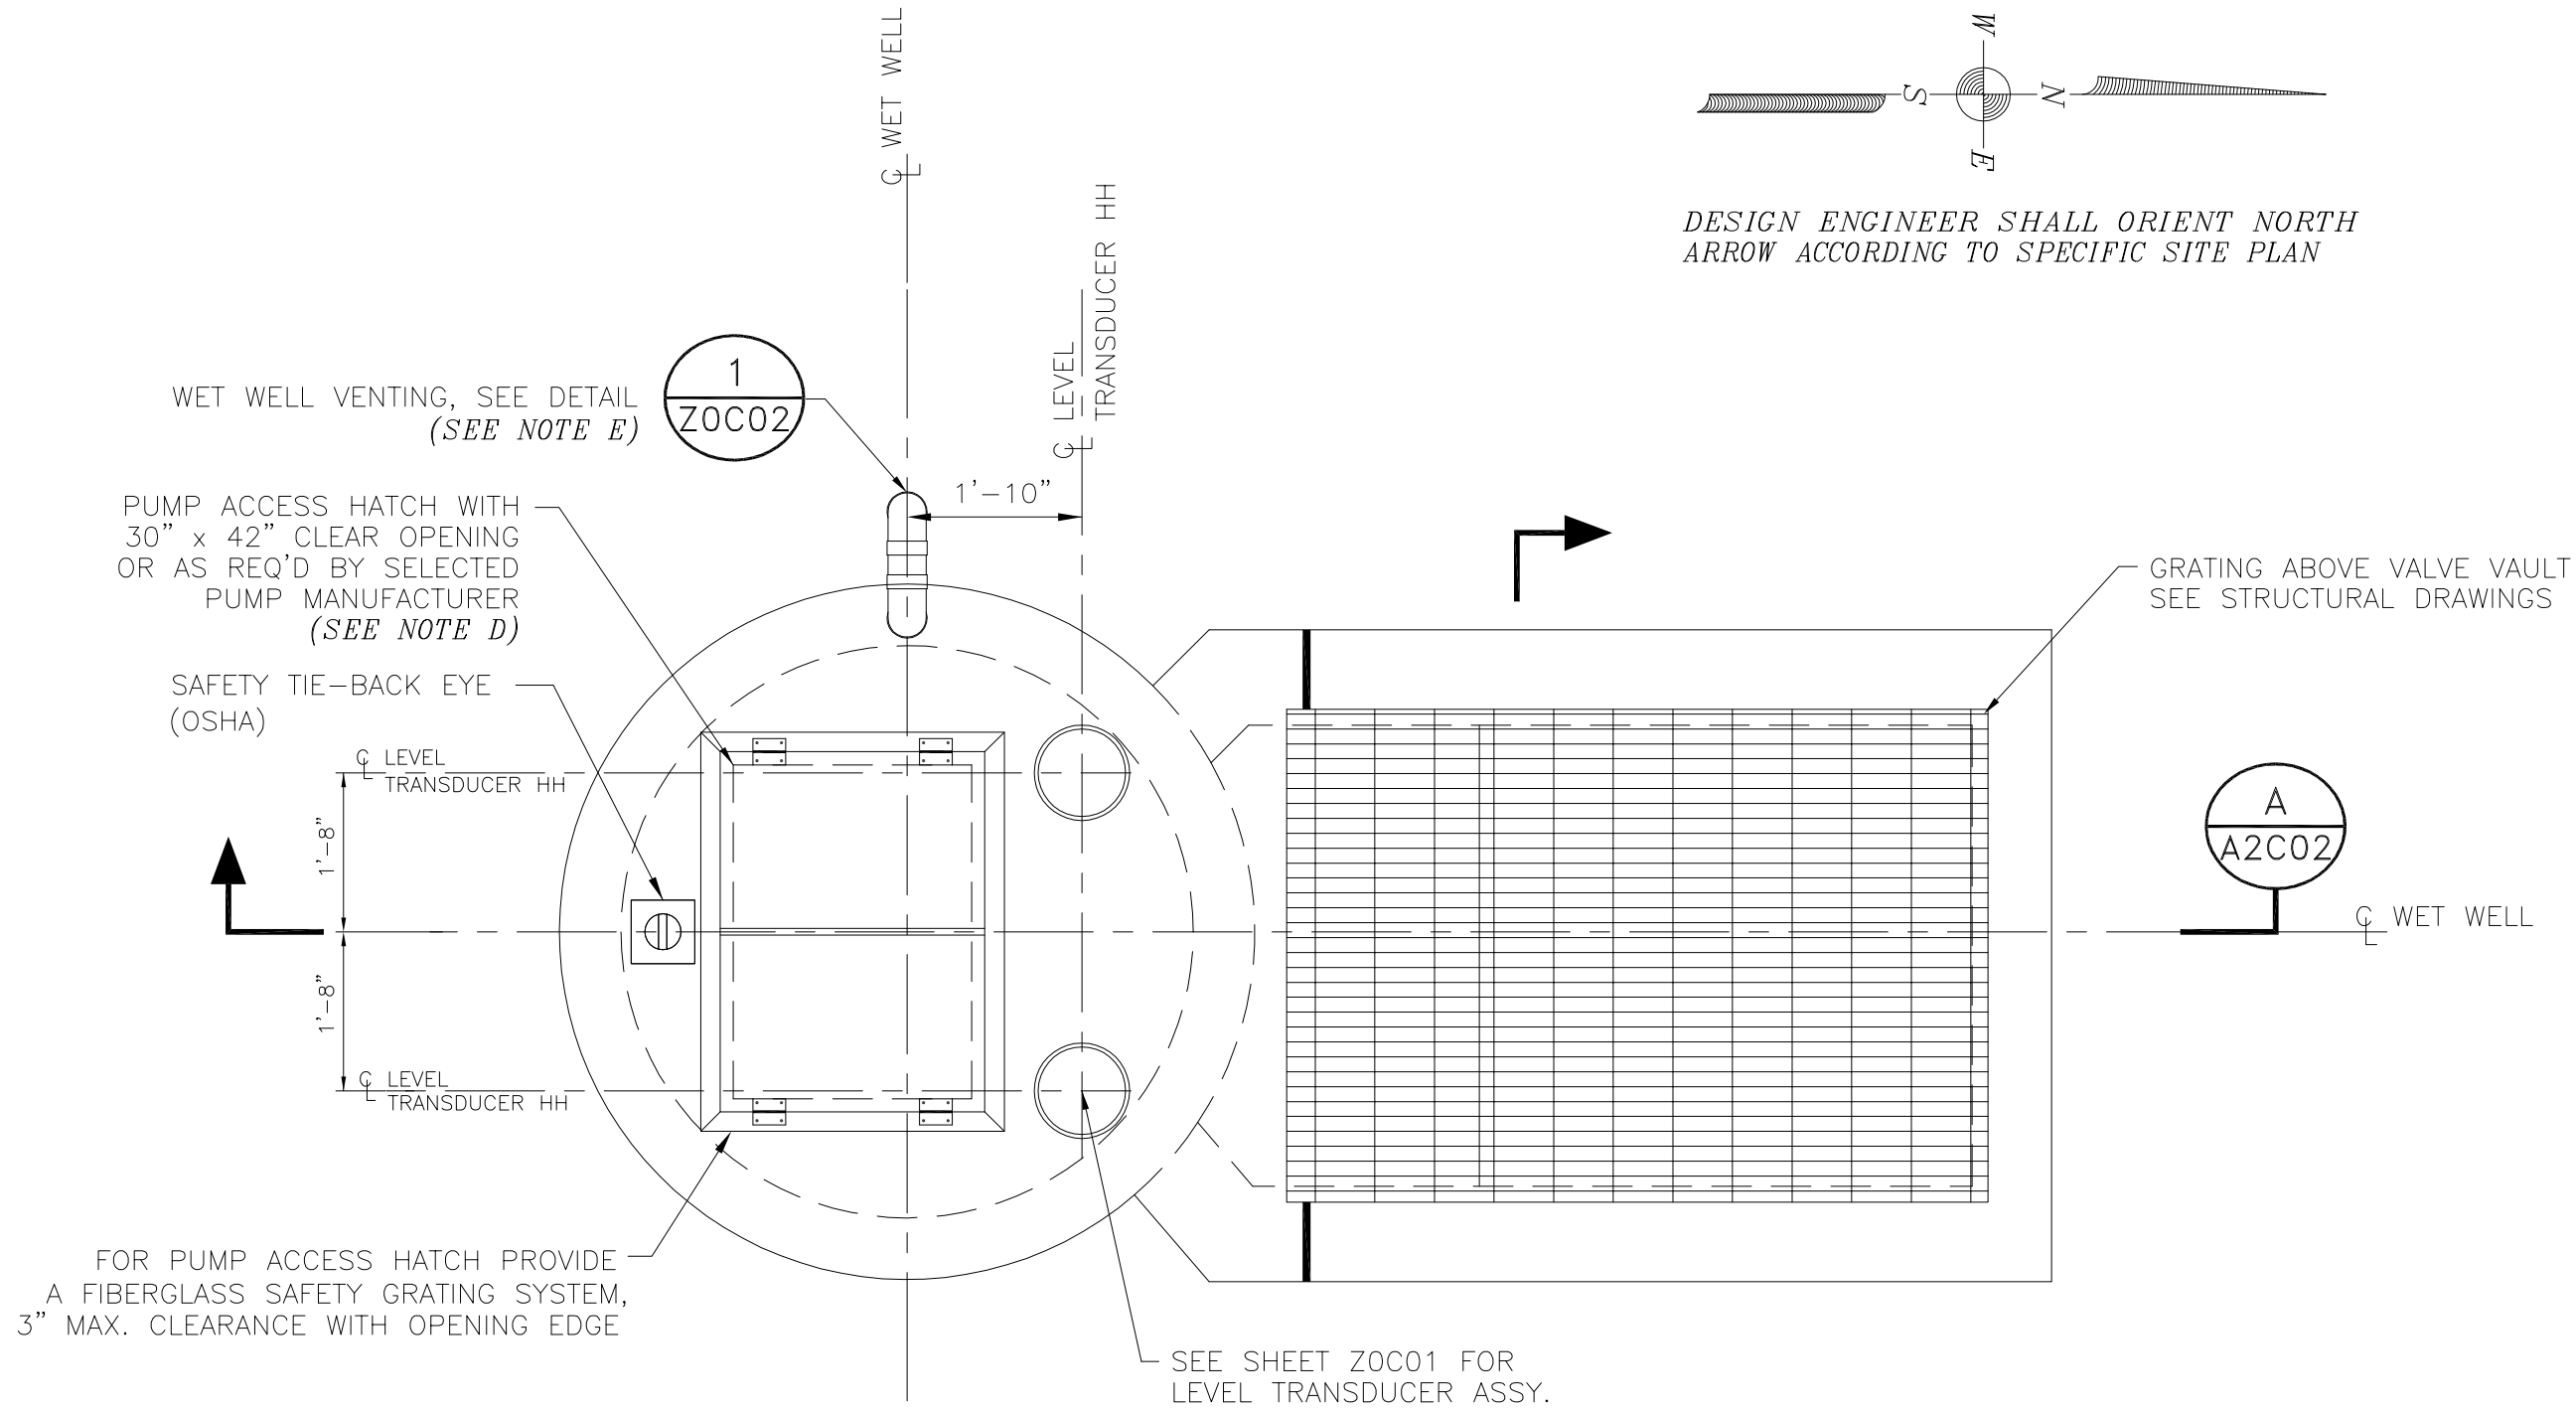 W
S
N
E
DESIGN ENGINEER SHALL ORIENT NORTH
ARROW ACCORDING TO SPECIFIC SITE PLAN
℄ WET WELL
℄ LEVEL
TRANSDUCER HH
1
Z0C02
WET WELL VENTING, SEE DETAIL
(SEE NOTE E)
1'-10"
PUMP ACCESS HATCH WITH
30" x 42" CLEAR OPENING
OR AS REQ'D BY SELECTED
PUMP MANUFACTURER
(SEE NOTE D)
GRATING ABOVE VALVE VAULT
SEE STRUCTURAL DRAWINGS
SAFETY TIE-BACK EYE
(OSHA)
℄ LEVEL
TRANSDUCER HH
1'-8"
A
A2C02
℄ WET WELL
1'-8"
℄ LEVEL
TRANSDUCER HH
FOR PUMP ACCESS HATCH PROVIDE
A FIBERGLASS SAFETY GRATING SYSTEM,
3" MAX. CLEARANCE WITH OPENING EDGE
SEE SHEET Z0C01 FOR
LEVEL TRANSDUCER ASSY.